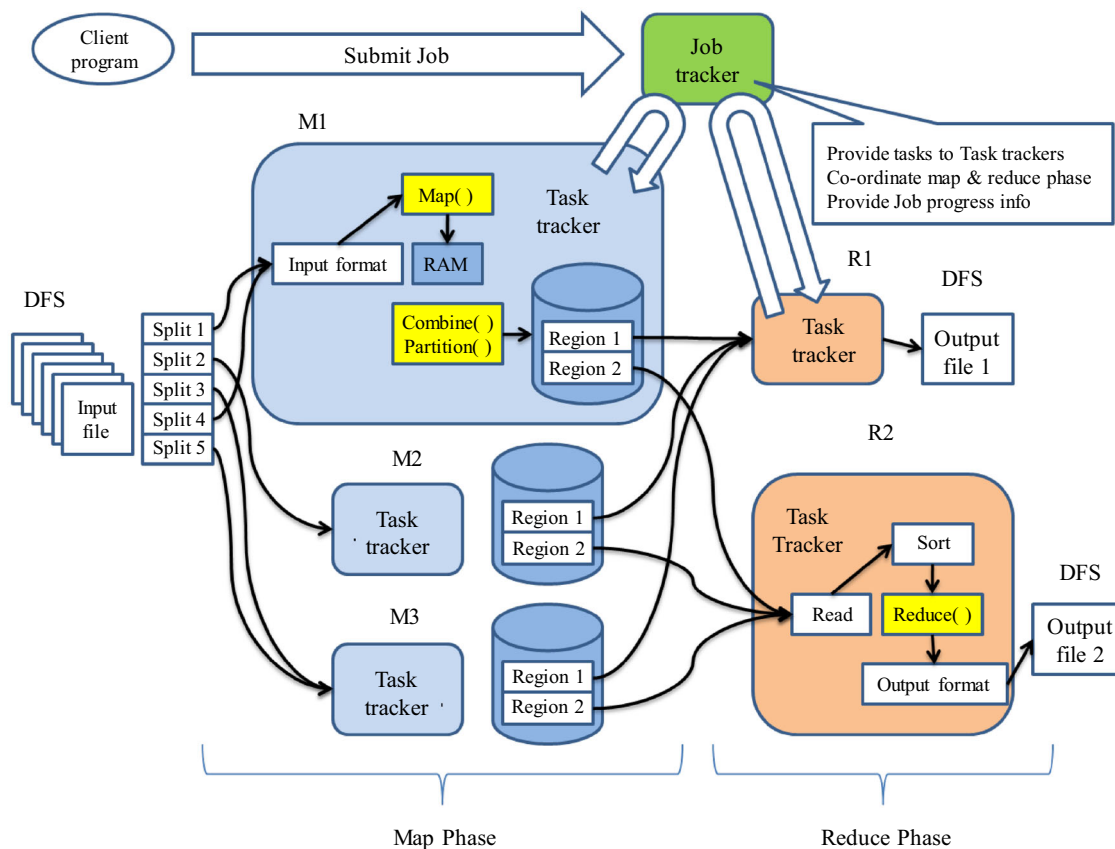 Client
program
Submit Job
Job
tracker
Provide tasks to Task trackers
Co-ordinate map & reduce phase
Provide Job progress info
M1
Map( )
Task
tracker
Input format
RAM
Combine( )
Partition( )
Region 1
Region 2
DFS
Input
file
Split 1
Split 2
Split 3
Split 4
Split 5
R1
Task
tracker
DFS
Output
file 1
M2
Task
tracker
Region 1
Region 2
M3
Task
tracker
Region 1
Region 2
R2
Task
Tracker
Sort
Read
Reduce( )
Output format
DFS
Output
file 2
Map Phase
Reduce Phase